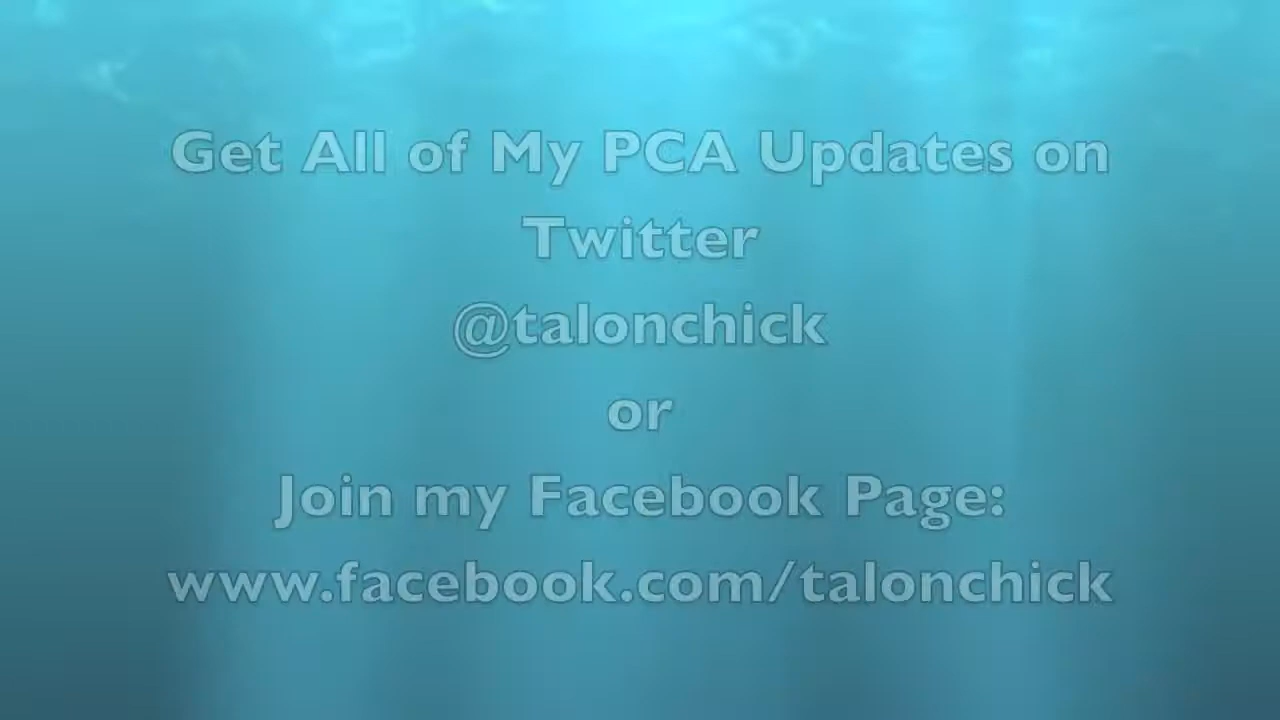 Get All of My PCA Updates on
Twitter
@talonchick
or
Join my Facebook Page:
www.facebook.com/talonchick